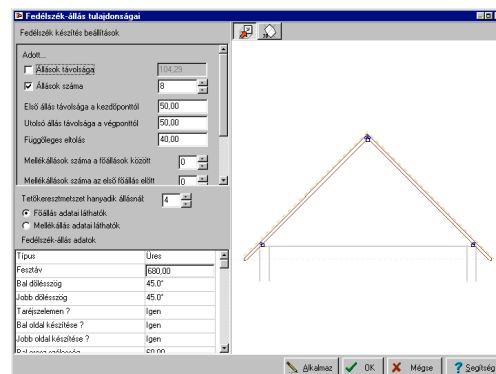 Fedélszék-állás tulajdonságai
Fedélszék készítés beállítások
Adott...
Állások távolsága 104,29
Állások száma 8
Első állás távolsága a kezdőponttól 50,00
Utolsó állás távolsága a végponttól 50,00
Függőleges eltolás 40,00
Mellékállások száma a főállások között 0
Mellékállások száma az első főállás előtt 0
Tetőkeresztmetszet hányadik állásnál: 4
Főállás adatai láthatók
Mellékállás adatai láthatók
Fedélszék-állás adatok
Típus Üres
Fesztáv 680,00
Bal dőlésszög 45.0°
Jobb dőlésszög 45.0°
Taréjszelemen ? Igen
Bal oldal készítése ? Igen
Jobb oldal készítése ? Igen
60,00
Alkalmaz OK Mégse ? Segítség